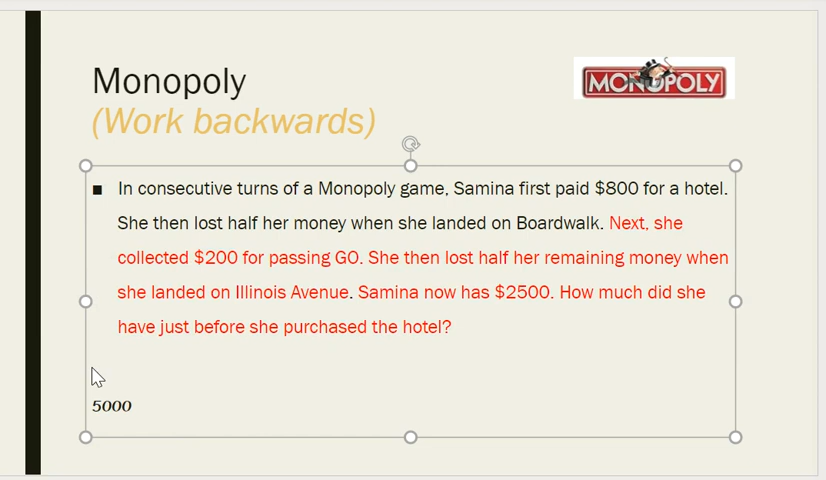 Monopoly
(Work backwards)
MONOPOLY
■ In consecutive turns of a Monopoly game, Samina first paid $800 for a hotel.
She then lost half her money when she landed on Boardwalk. Next, she
collected $200 for passing GO. She then lost half her remaining money when
she landed on Illinois Avenue. Samina now has $2500. How much did she
have just before she purchased the hotel?
5000